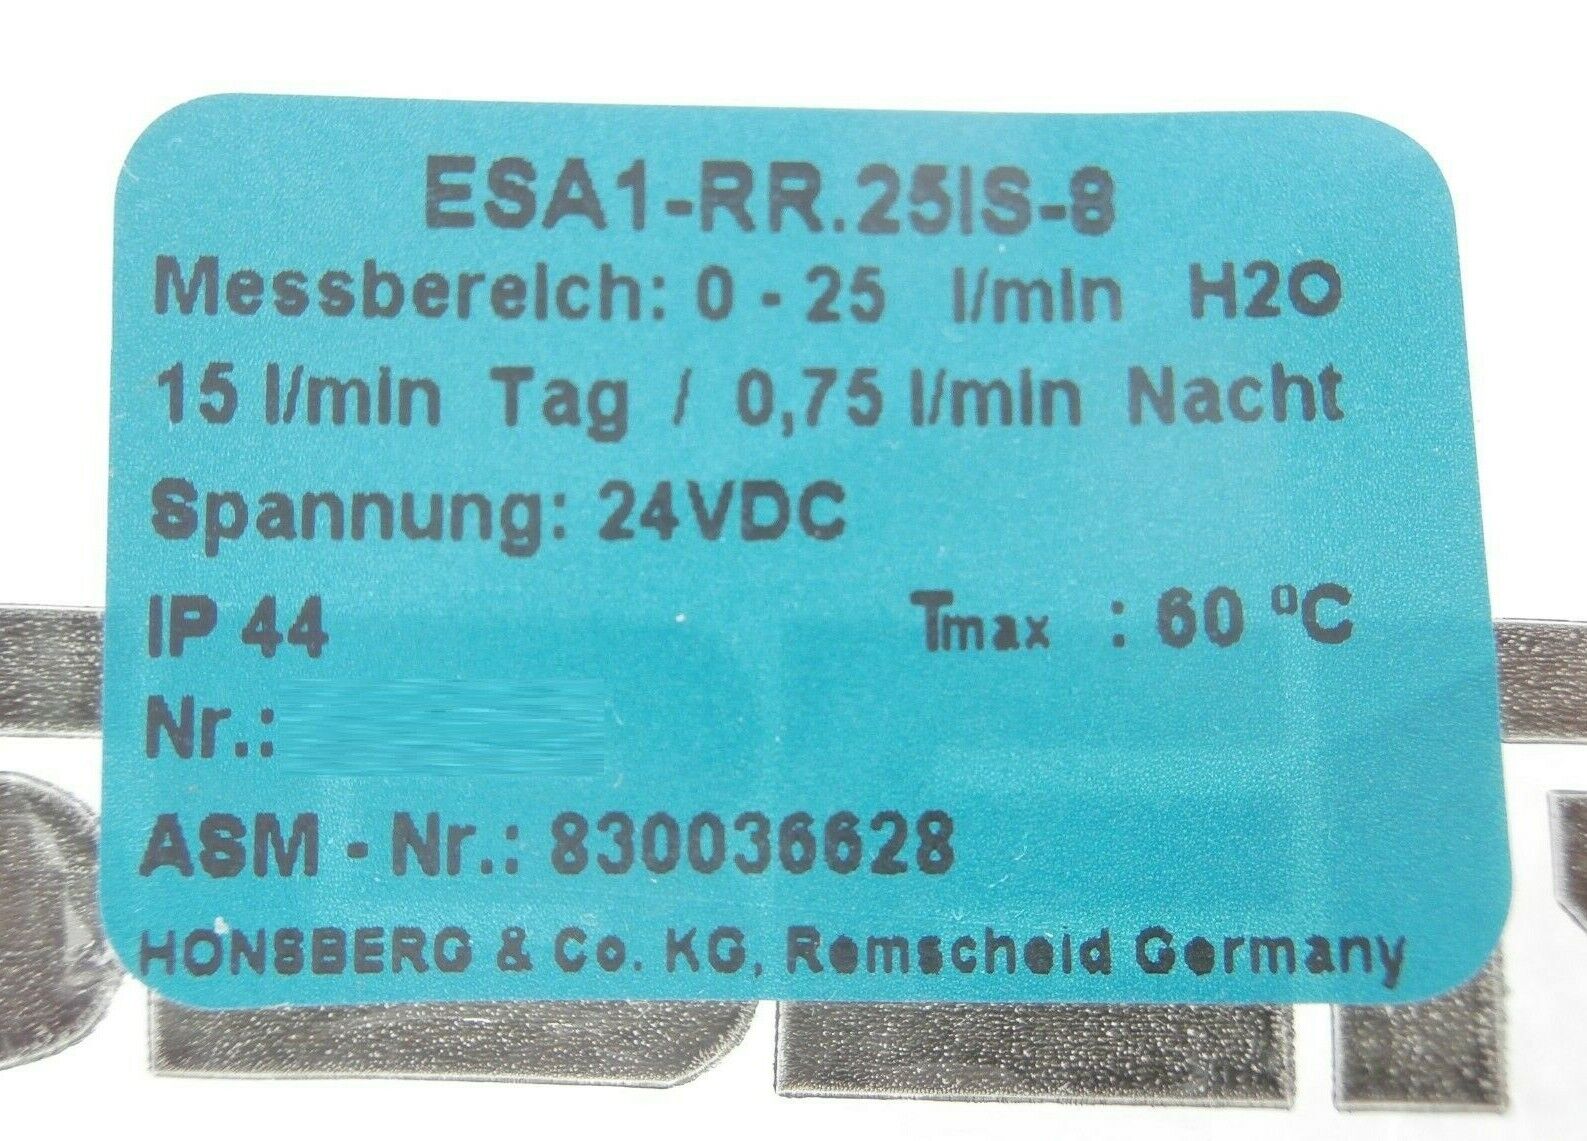 ESA1-RR.25IS-8
Messbereich: 0 - 25 l/min H2O
15 l/min Tag / 0,75 l/min Nacht
Spannung: 24VDC
IP 44 Tmax : 60 ºC
Nr.:
ASM - Nr.: 830036628
HONSBERG & Co. KG, Remscheid Germany